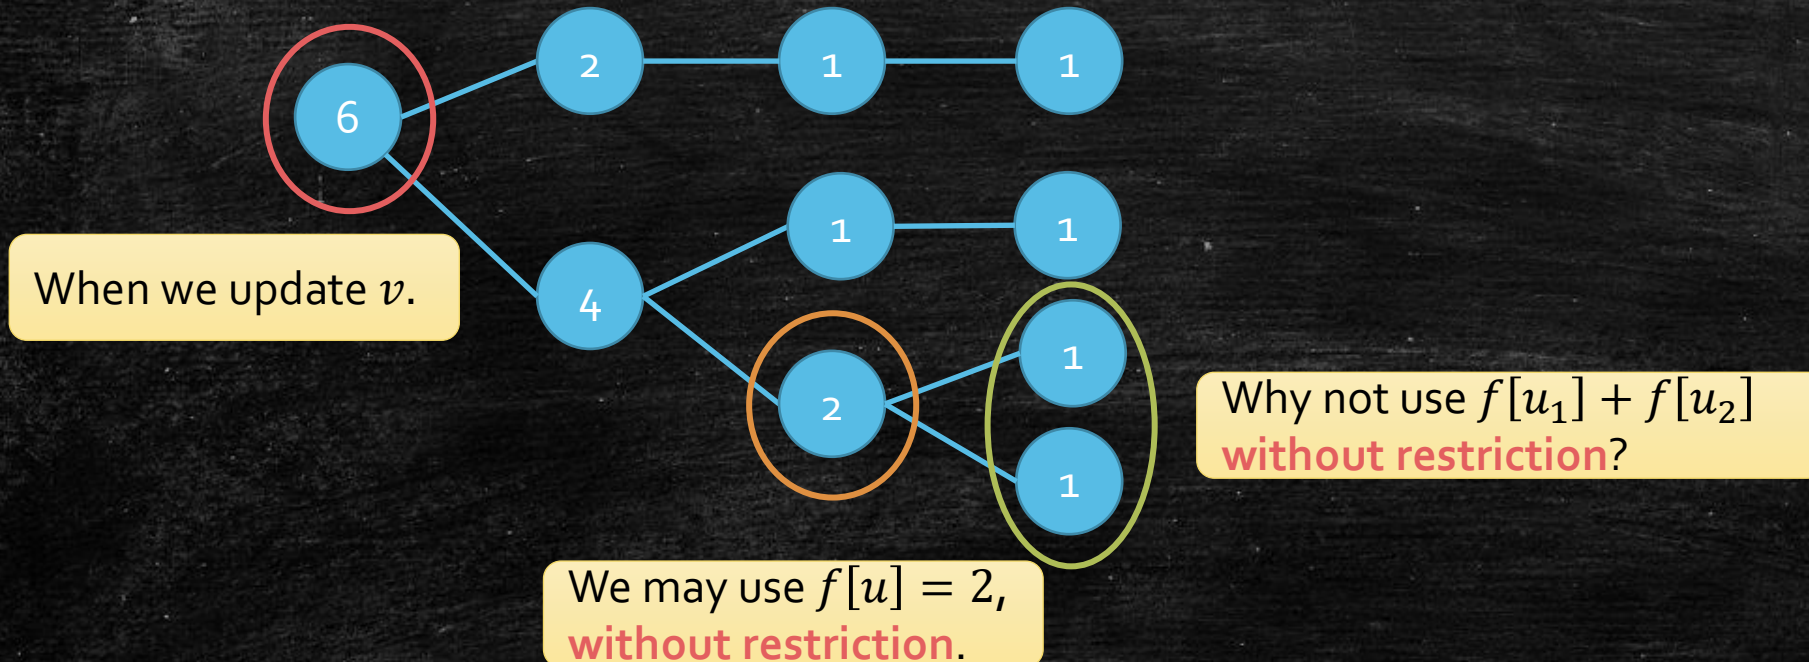 2
1
1
6
1
1
When we update 𝑣.
4
1
2
Why not use 𝑓[𝑢₁] + 𝑓[𝑢₂]
without restriction?
1
We may use 𝑓[𝑢] = 2,
without restriction.